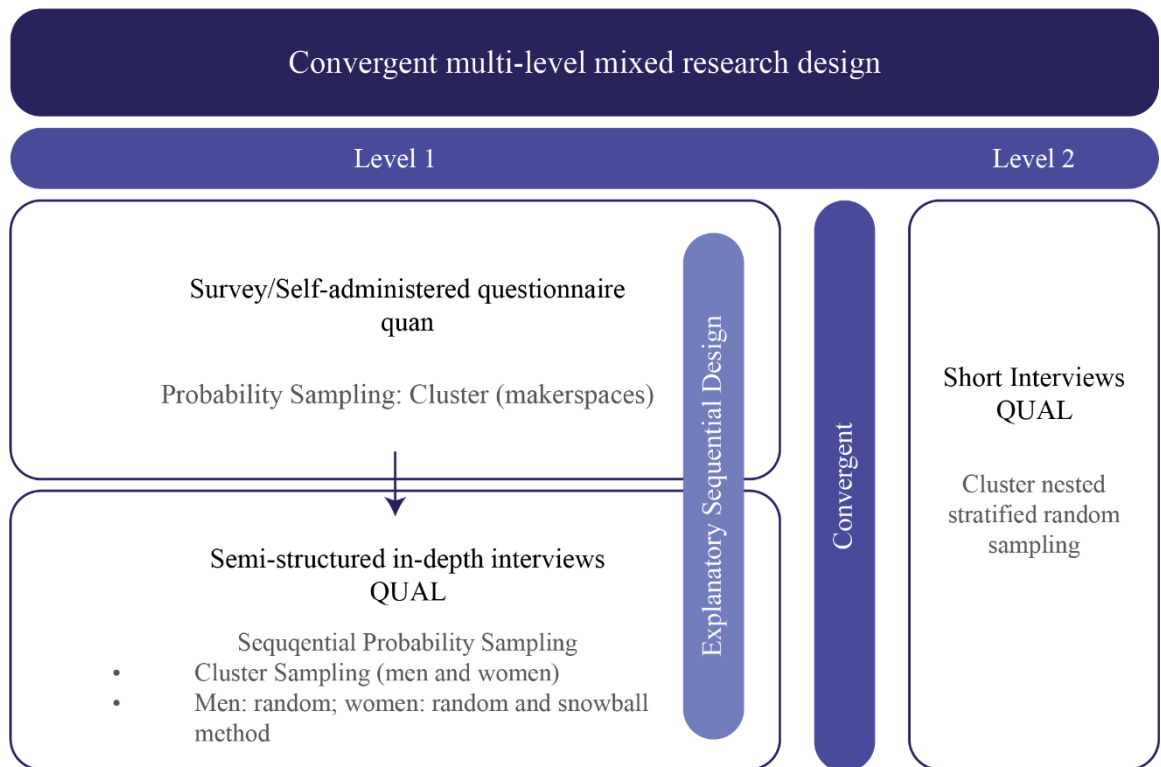 Convergent multi-level mixed research design
Level 1
Level 2
Survey/Self-administered questionnaire
quan
Probability Sampling: Cluster (makerspaces)
Semi-structured in-depth interviews
QUAL
Sequqential Probability Sampling
• Cluster Sampling (men and women)
• Men: random; women: random and snowball
method
Explanatory Sequential Design
Convergent
Short Interviews
QUAL
Cluster nested
stratified random
sampling